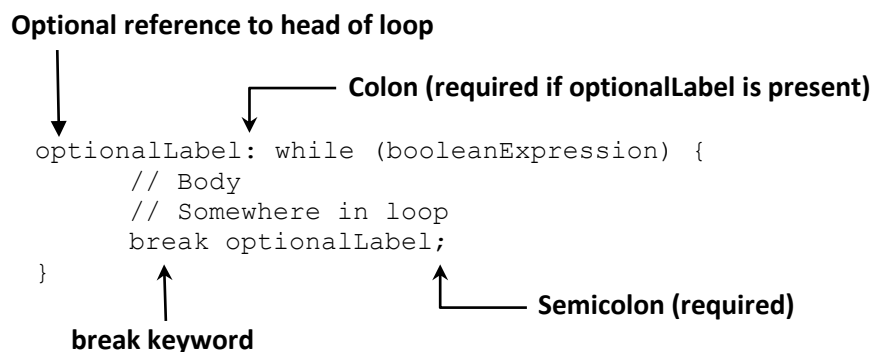 Optional reference to head of loop
Colon (required if optionalLabel is present)
optionalLabel: while (booleanExpression) {
// Body
// Somewhere in loop
break optionalLabel;
}
Semicolon (required)
break keyword